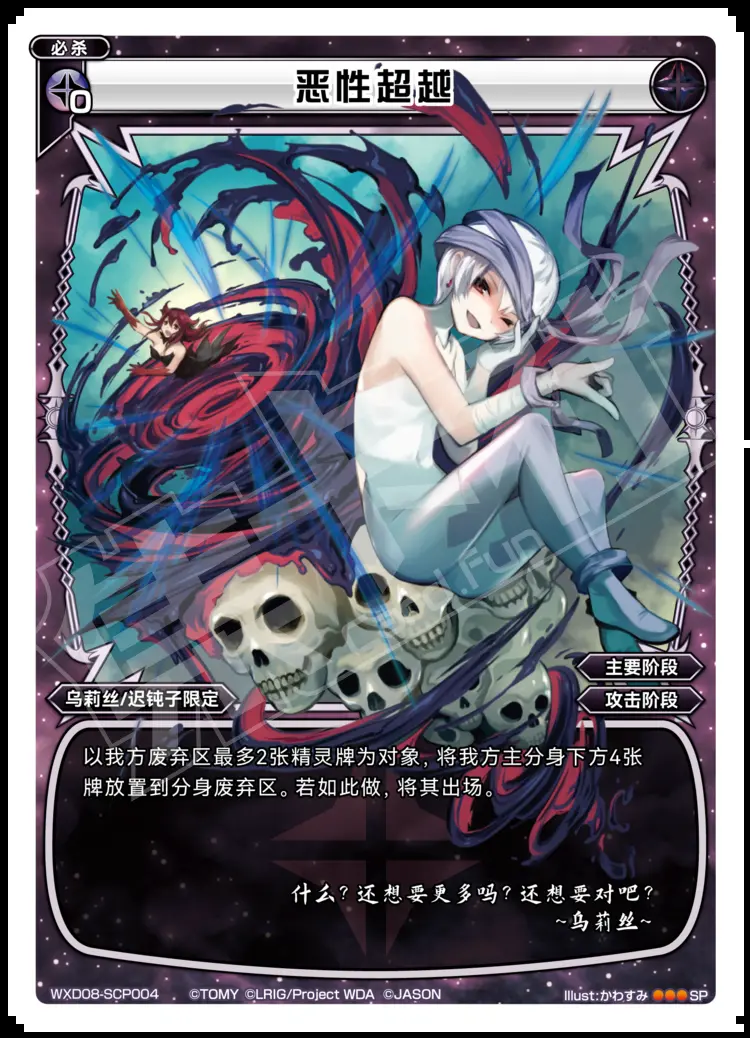 必杀
0
恶性超越
主要阶段
乌莉丝/迟钝子限定
攻击阶段
以我方废弃区最多2张精灵牌为对象，将我方主分身下方4张
牌放置到分身废弃区。若如此做，将其出场。
什么？还想要更多吗？还想要对吧？
~乌莉丝~
WXD08-SCP004 ©TOMY ©LRIG/Project WDA ©JASON Illust:かわすみ SP